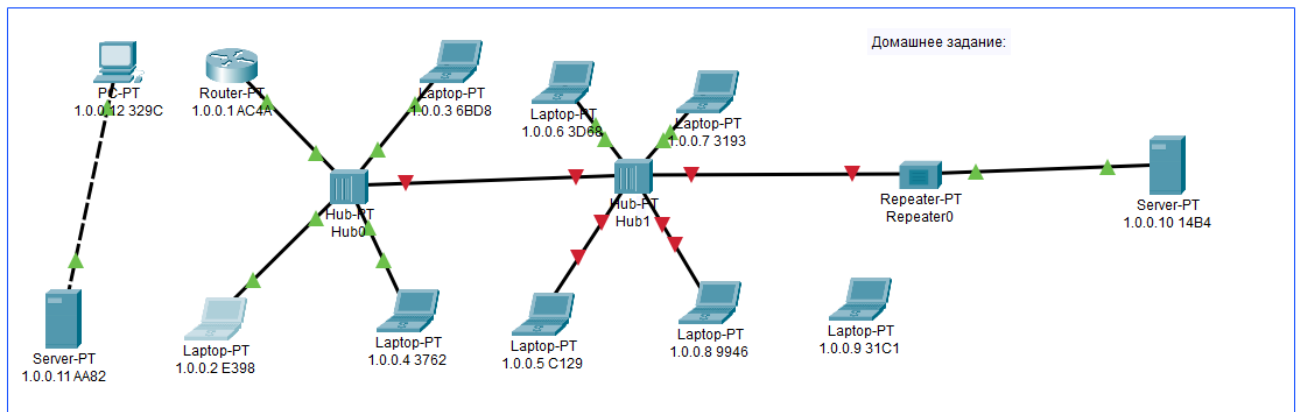 Домашнее задание:
PC-PT
1.0.0.12 329C
Router-PT
1.0.0.1 AC4A
Laptop-PT
1.0.0.3 6BD8
Laptop-PT
1.0.0.6 3D68
Laptop-PT
1.0.0.7 3193
Hub-PT
Hub0
Hub-PT
Hub1
Repeater-PT
Repeater0
Server-PT
1.0.0.10 14B4
Server-PT
1.0.0.11 AA82
Laptop-PT
1.0.0.2 E398
Laptop-PT
1.0.0.4 3762
Laptop-PT
1.0.0.5 C129
Laptop-PT
1.0.0.8 9946
Laptop-PT
1.0.0.9 31C1